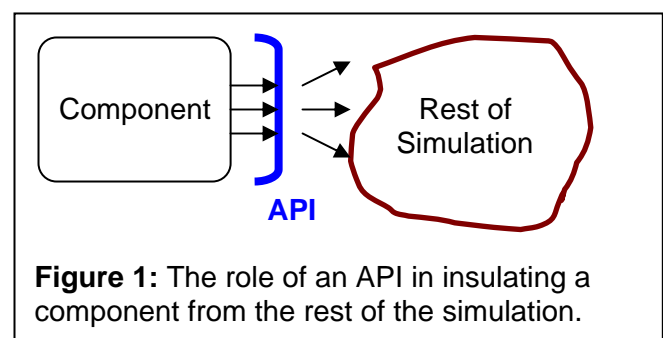 Component
Rest of
Simulation
API
Figure 1: The role of an API in insulating a
component from the rest of the simulation.